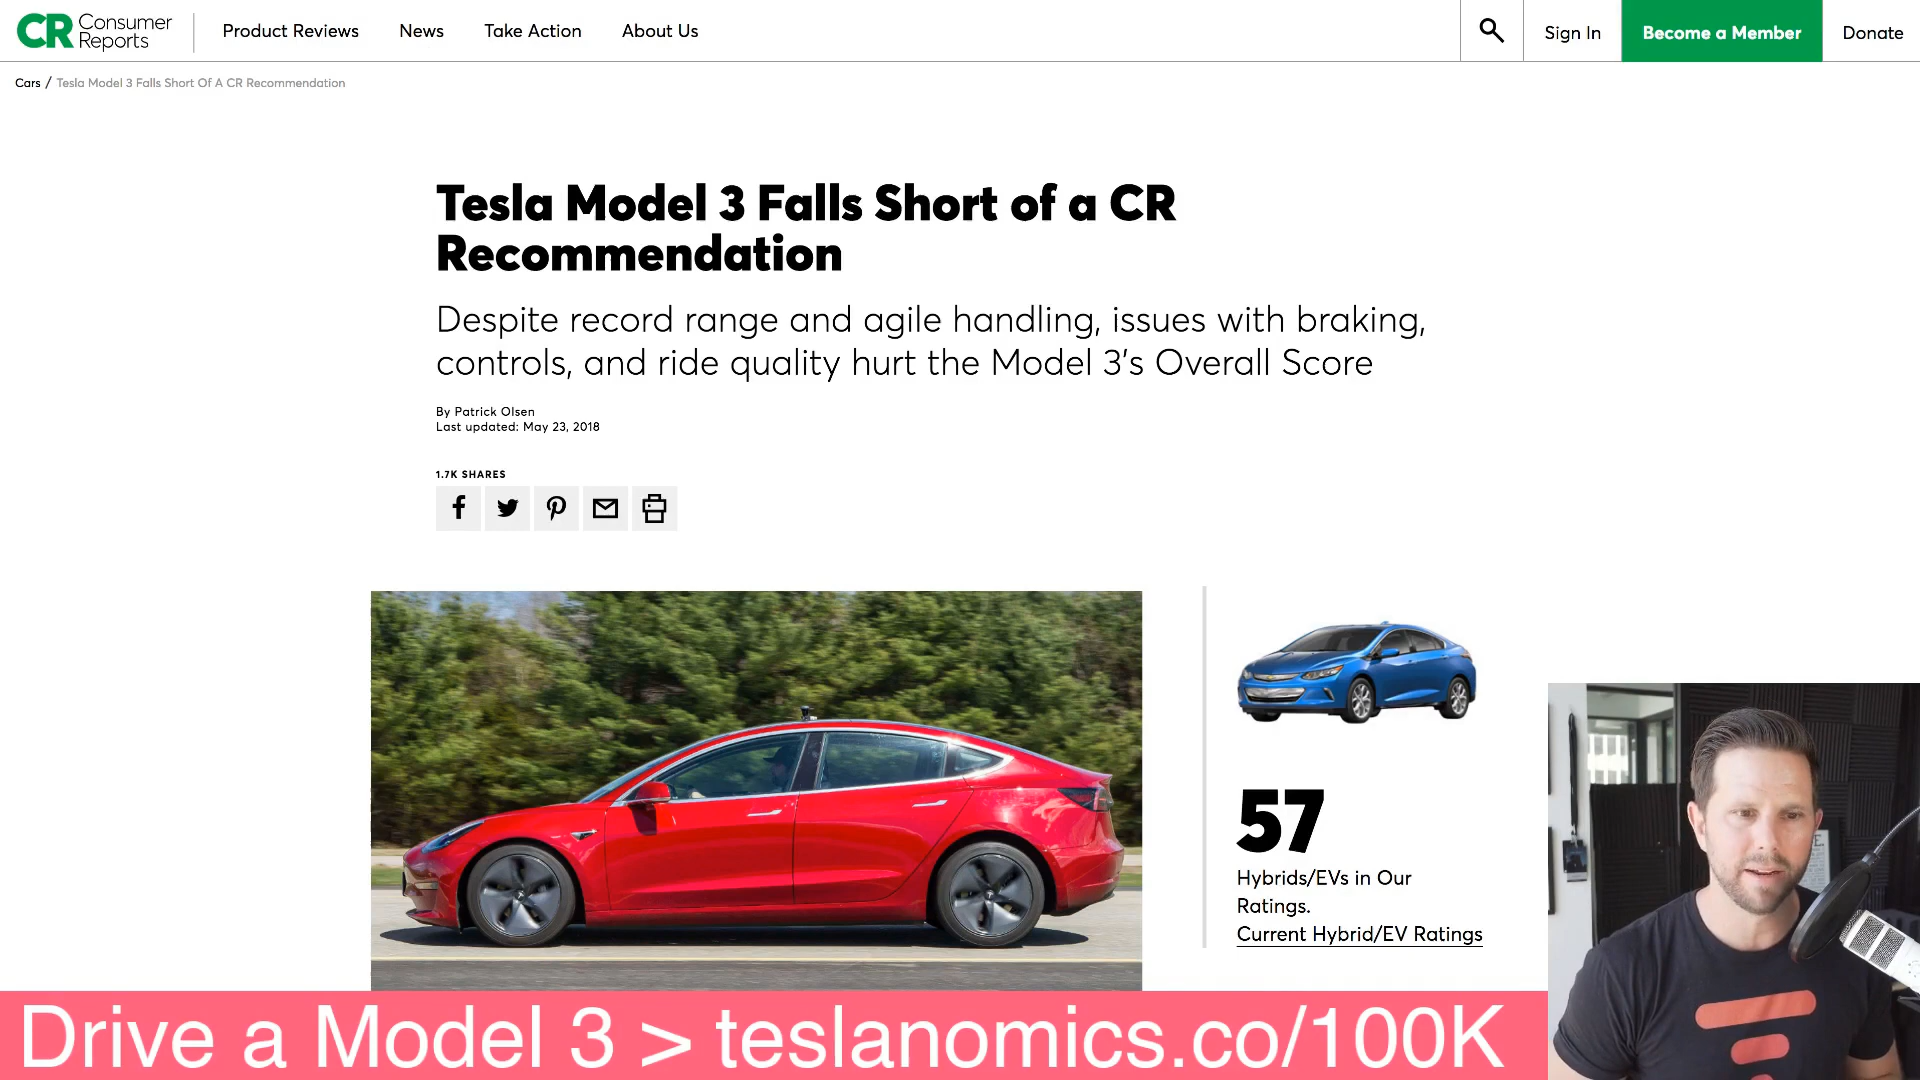 CR Consumer Reports
Product Reviews
News
Take Action
About Us
Sign In
Become a Member
Donate
Cars / Tesla Model 3 Falls Short Of A CR Recommendation
Tesla Model 3 Falls Short of a CR
Recommendation
Despite record range and agile handling, issues with braking,
controls, and ride quality hurt the Model 3's Overall Score
By Patrick Olsen
Last updated: May 23, 2018
1.7K SHARES
57
Hybrids/EVs in Our
Ratings.
Current Hybrid/EV Ratings
Drive a Model 3 > teslanomics.co/100K